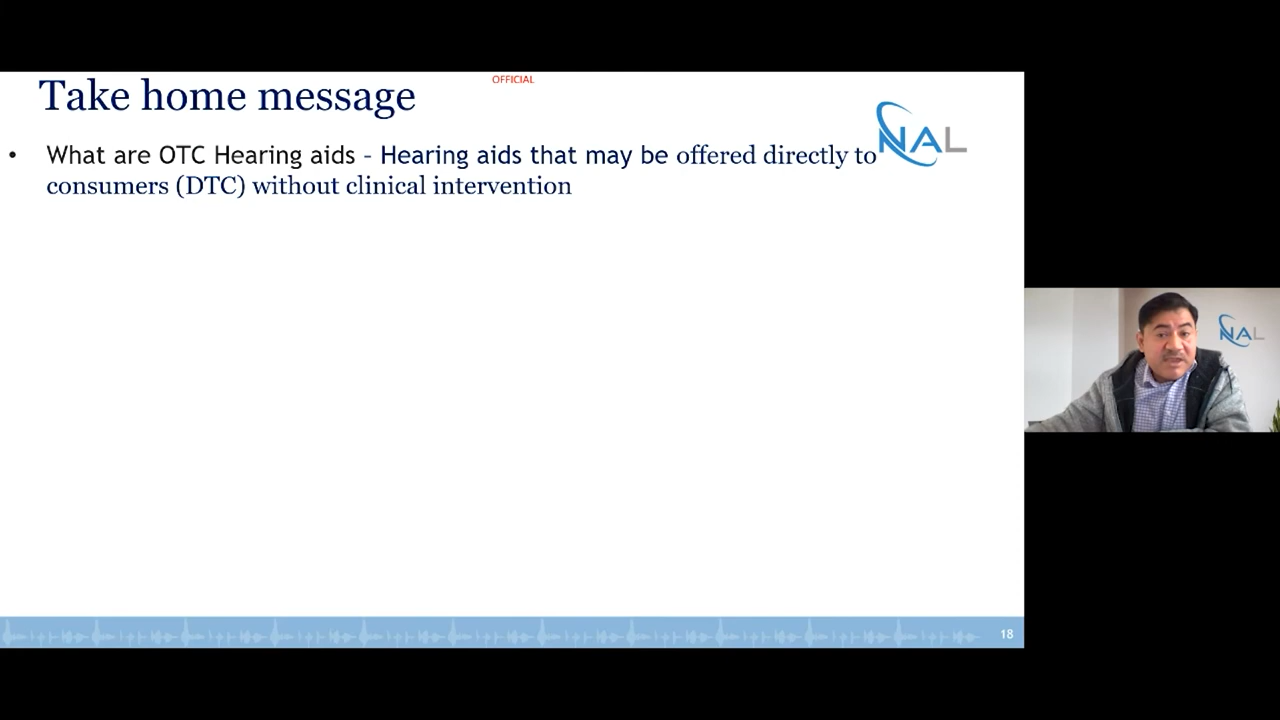 OFFICIAL
Take home message
NAL
• What are OTC Hearing aids – Hearing aids that may be offered directly to
consumers (DTC) without clinical intervention
NAL
18